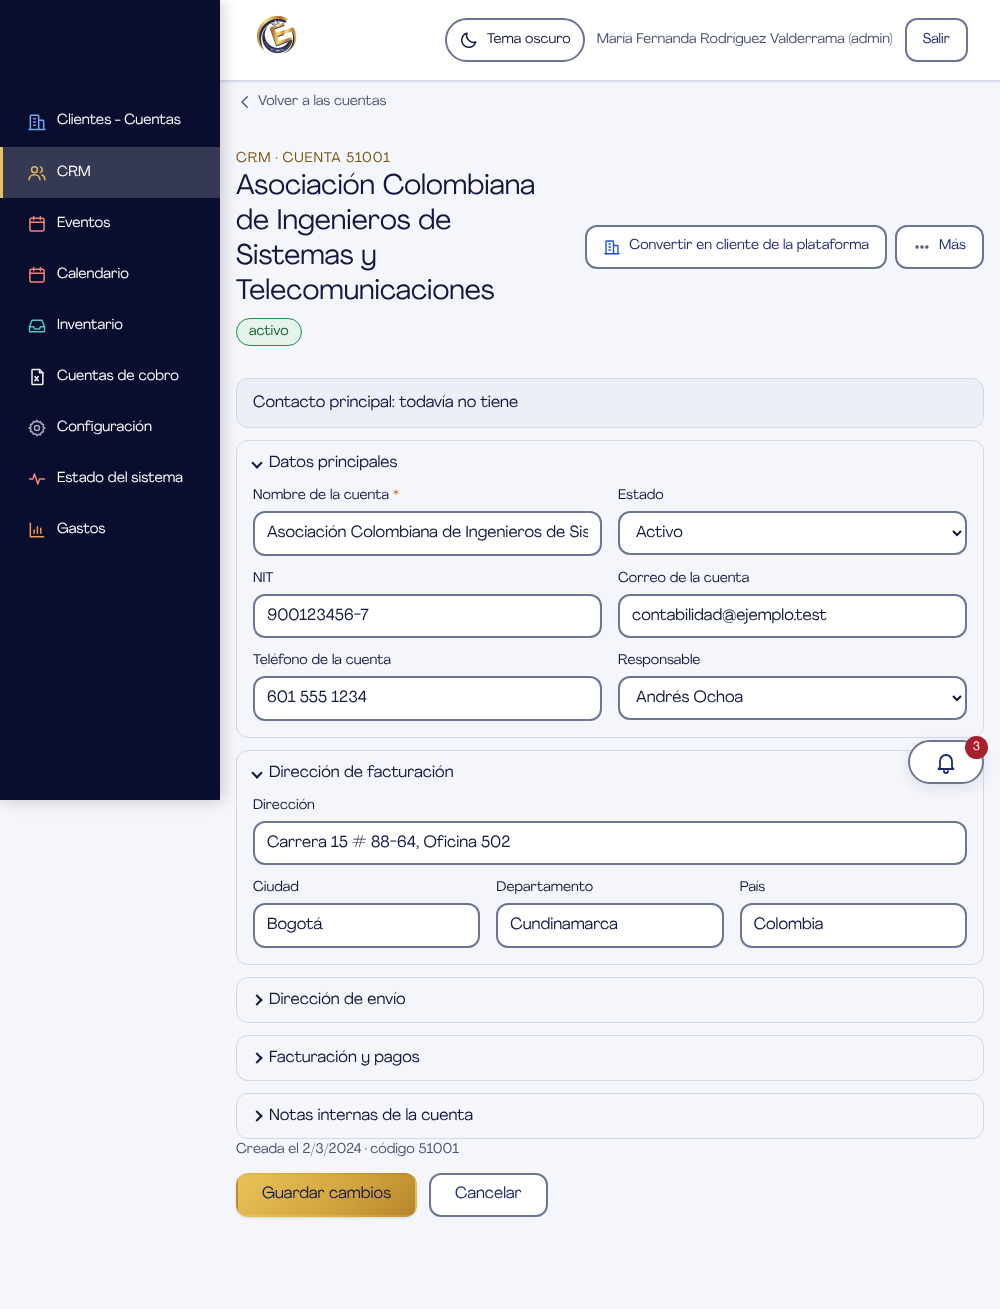 Tema oscuro
María Fernanda Rodríguez Valderrama (admin)
Salir
Clientes - Cuentas
CRM
Eventos
Calendario
Inventario
Cuentas de cobro
Configuración
Estado del sistema
Gastos
Volver a las cuentas
CRM · CUENTA 51001
Asociación Colombiana
de Ingenieros de
Sistemas y
Telecomunicaciones
Convertir en cliente de la plataforma
Más
activo
Contacto principal: todavía no tiene
Datos principales
Nombre de la cuenta *
Estado
Asociación Colombiana de Ingenieros de Sis
Activo
NIT
Correo de la cuenta
900123456-7
contabilidad@ejemplo.test
Teléfono de la cuenta
Responsable
601 555 1234
Andrés Ochoa
3
Dirección de facturación
Dirección
Carrera 15 # 88-64, Oficina 502
Ciudad
Departamento
País
Bogotá
Cundinamarca
Colombia
Dirección de envío
Facturación y pagos
Notas internas de la cuenta
Creada el 2/3/2024 · código 51001
Guardar cambios
Cancelar